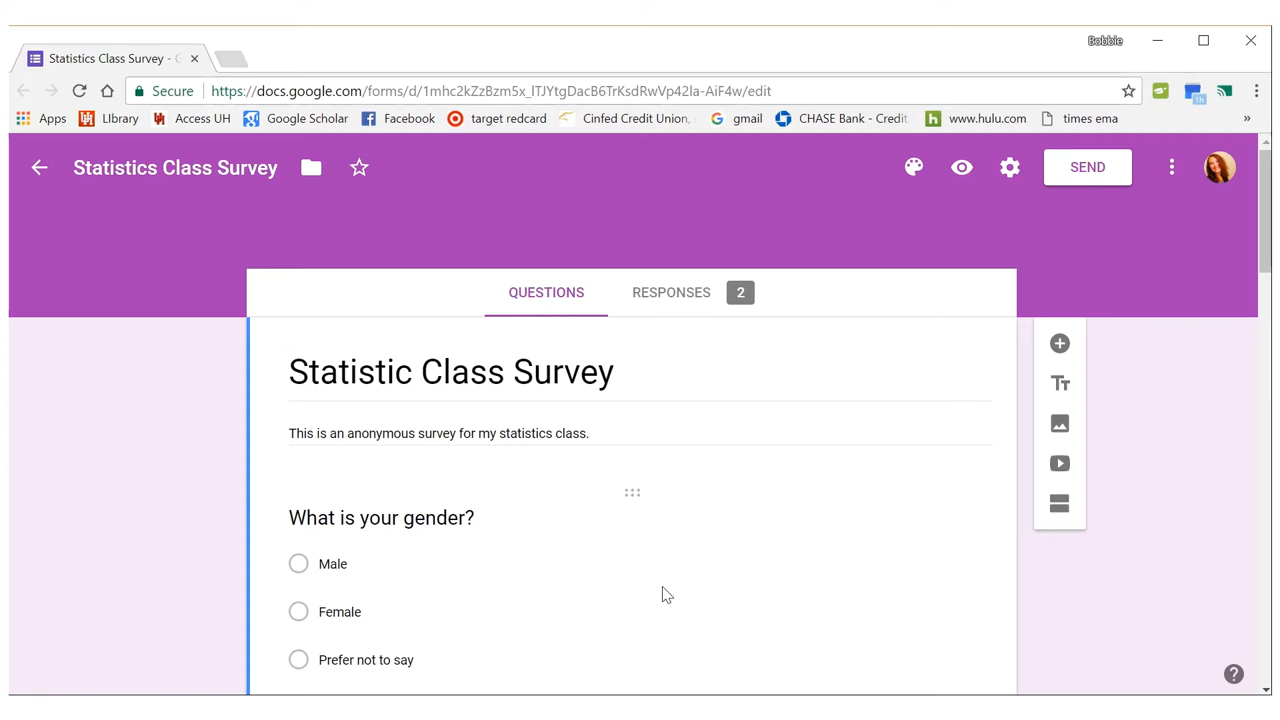 Bobbie
Statistics Class Survey - G
Secure https://docs.google.com/forms/d/1mhc2kZzBzm5x_lTJYtgDacB6TrKsdRwVp42la-AiF4w/edit
1h
Apps LIbrary Access UH Google Scholar Facebook target redcard Cinfed Credit Union, gmail CHASE Bank - Credit www.hulu.com times ema »
Statistics Class Survey SEND
QUESTIONS RESPONSES 2
Statistic Class Survey
This is an anonymous survey for my statistics class.
What is your gender?
Male
Female
Prefer not to say